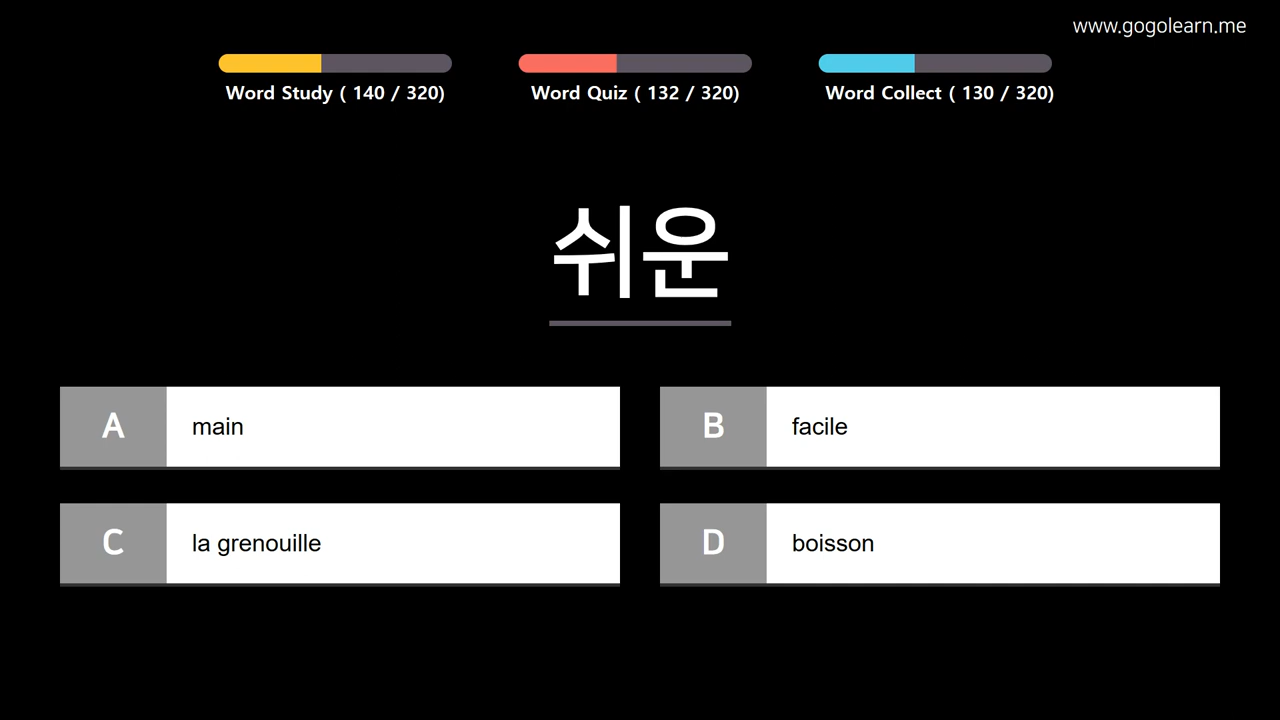 www.gogolearn.me
Word Study ( 140 / 320)
Word Quiz ( 132 / 320)
Word Collect ( 130 / 320)
쉬운
A main
B facile
C la grenouille
D boisson